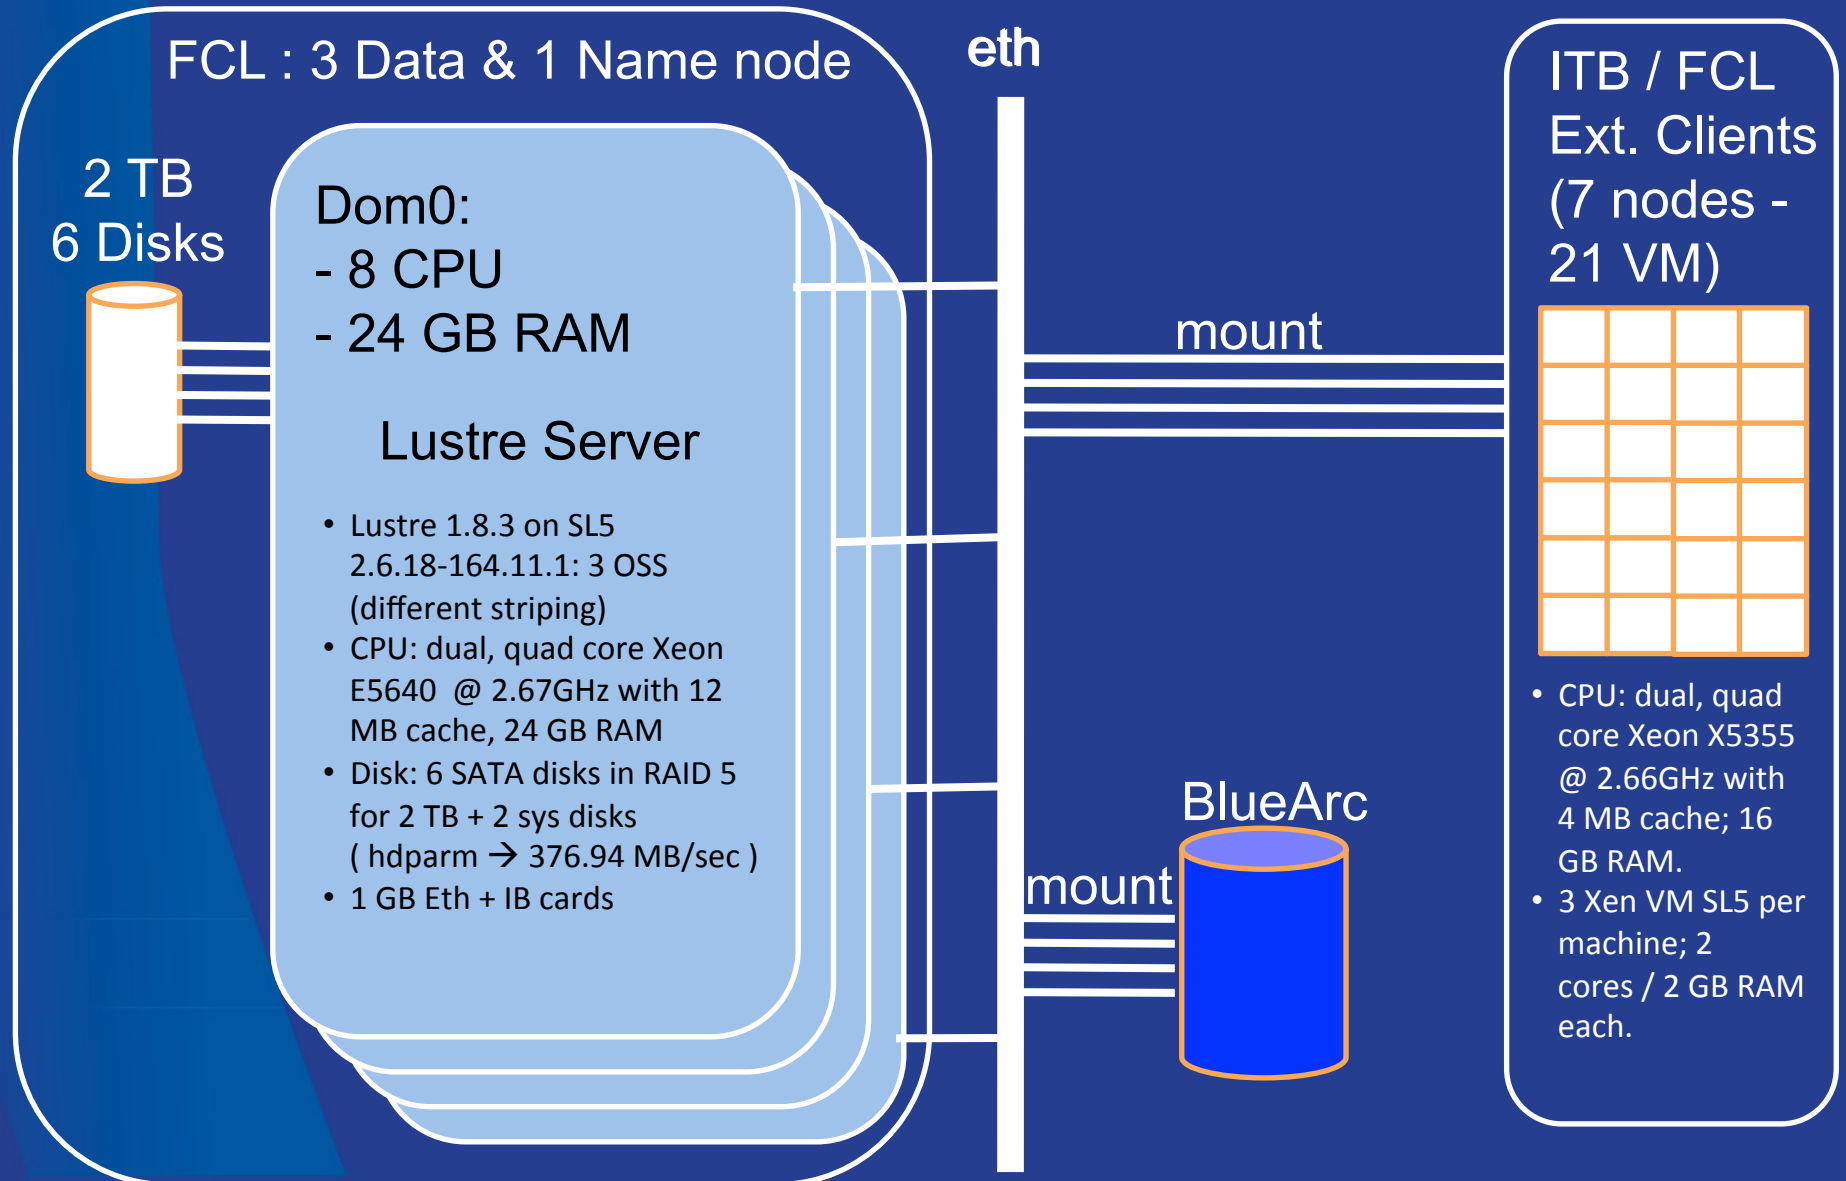 FCL : 3 Data & 1 Name node
eth
2 TB
6 Disks
Dom0:
- 8 CPU
- 24 GB RAM
Lustre Server
• Lustre 1.8.3 on SL5
2.6.18-164.11.1: 3 OSS
(different striping)
• CPU: dual, quad core Xeon
E5640 @ 2.67GHz with 12
MB cache, 24 GB RAM
• Disk: 6 SATA disks in RAID 5
for 2 TB + 2 sys disks
( hdparm → 376.94 MB/sec )
• 1 GB Eth + IB cards
mount
BlueArc
mount
ITB / FCL
Ext. Clients
(7 nodes -
21 VM)
• CPU: dual, quad
core Xeon X5355
@ 2.66GHz with
4 MB cache; 16
GB RAM.
• 3 Xen VM SL5 per
machine; 2
cores / 2 GB RAM
each.